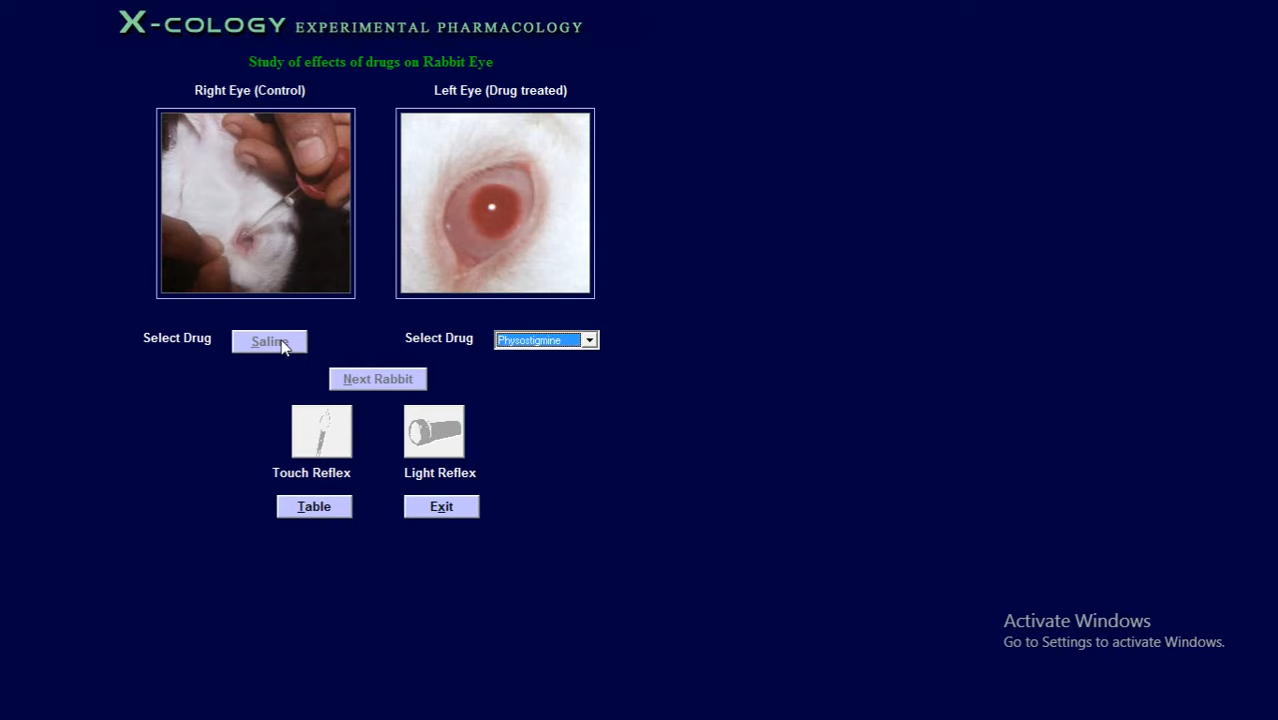 X-COLOGY EXPERIMENTAL PHARMACOLOGY
Study of effects of drugs on Rabbit Eye
Right Eye (Control)
Left Eye (Drug treated)
Select Drug
Saline
Select Drug
Physostigmine
Next Rabbit
Touch Reflex
Light Reflex
Table
Exit
Activate Windows
Go to Settings to activate Windows.